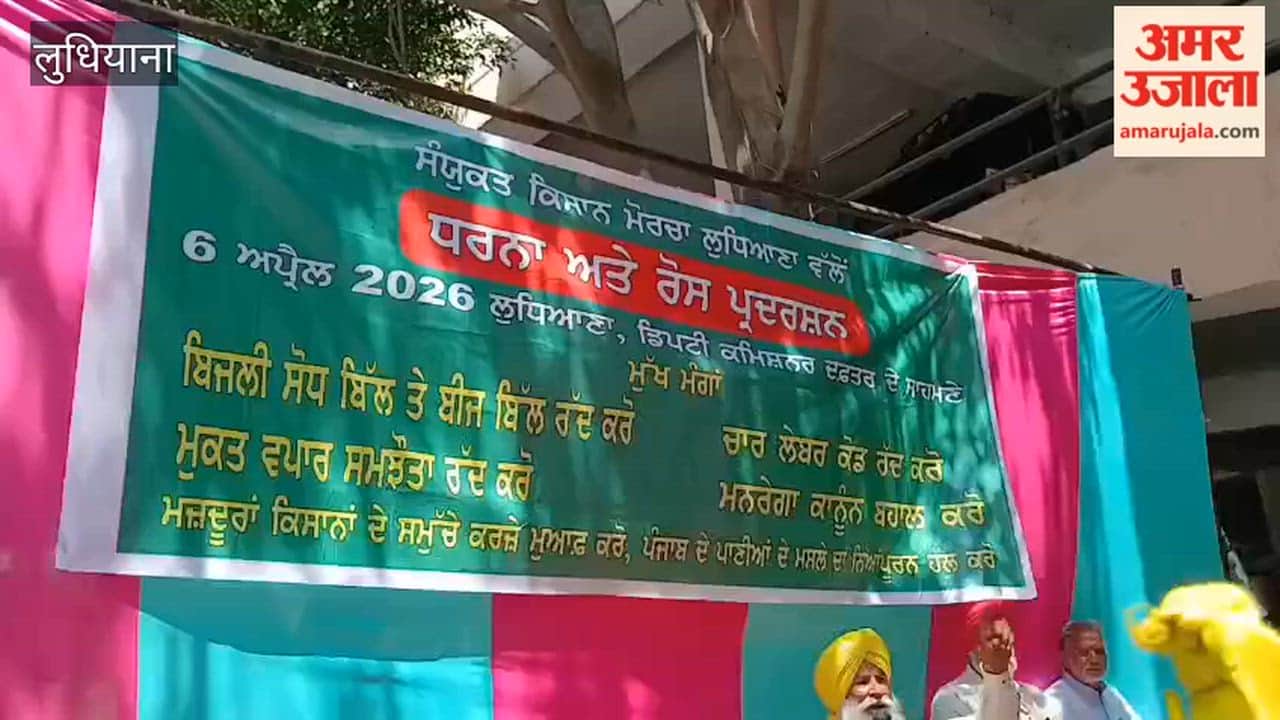 लुधियाना
अमर
उजाला
amarujala.com
ਸੰਯੁਕਤ ਕਿਸਾਨ ਮੋਰਚਾ ਲੁਧਿਆਣਾ ਵੱਲੋਂ
ਧਰਨਾ ਅਤੇ ਰੋਸ ਪ੍ਰਦਰਸ਼ਨ
6 ਅਪ੍ਰੈਲ 2026 ਲੁਧਿਆਣਾ, ਡਿਪਟੀ ਕਮਿਸ਼ਨਰ ਦਫ਼ਤਰ ਦੇ ਸਾਹਮਣੇ
ਮੁੱਖ ਮੰਗਾਂ
ਬਿਜਲੀ ਸੋਧ ਬਿੱਲ ਤੇ ਬੀਜ ਬਿੱਲ ਰੱਦ ਕਰੋ
ਚਾਰ ਲੇਬਰ ਕੋਡ ਰੱਦ ਕਰੋ
ਮੁਕਤ ਵਪਾਰ ਸਮਝੌਤਾ ਰੱਦ ਕਰੋ
ਮਨਰੇਗਾ ਕਾਨੂੰਨ ਬਹਾਲ ਕਰੋ
ਮਜ਼ਦੂਰਾਂ ਕਿਸਾਨਾਂ ਦੇ ਸਮੁੱਚੇ ਕਰਜ਼ੇ ਮੁਆਫ਼ ਕਰੋ, ਪੰਜਾਬ ਦੇ ਪਾਣੀਆਂ ਦੇ ਮਸਲੇ ਦਾ ਨਿਆਂਪੂਰਨ ਹੱਲ ਕਰੋ